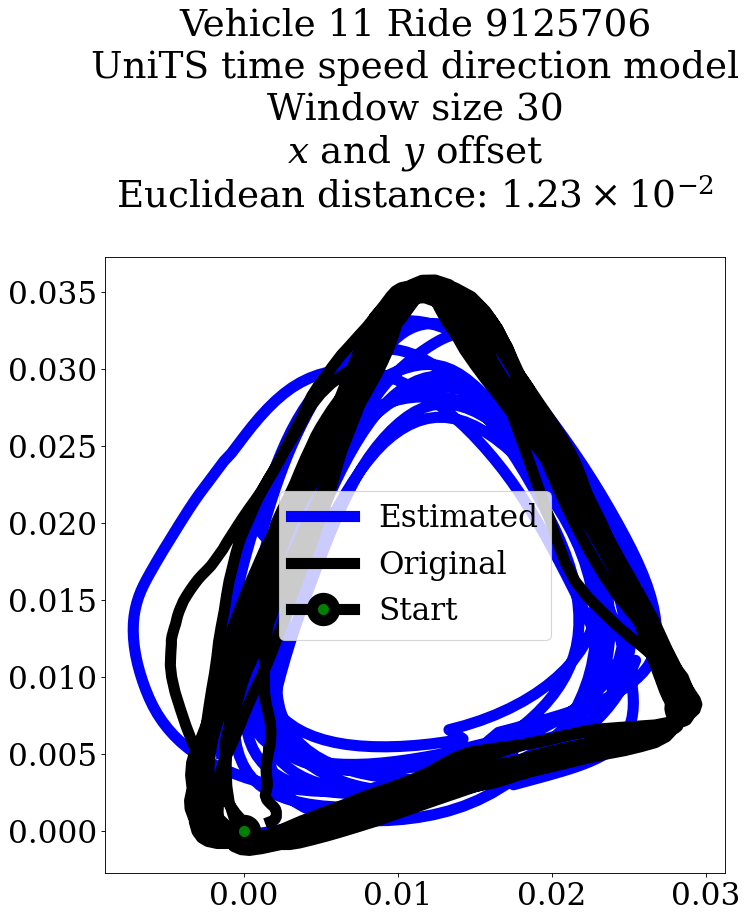 Vehicle 11 Ride 9125706
UniTS time speed direction model
Window size 30
x and y offset
Euclidean distance: 1.23 × 10⁻²
0.035
0.030
0.025
0.020
0.015
0.010
0.005
0.000
Estimated
Original
Start
0.00 0.01 0.02 0.03